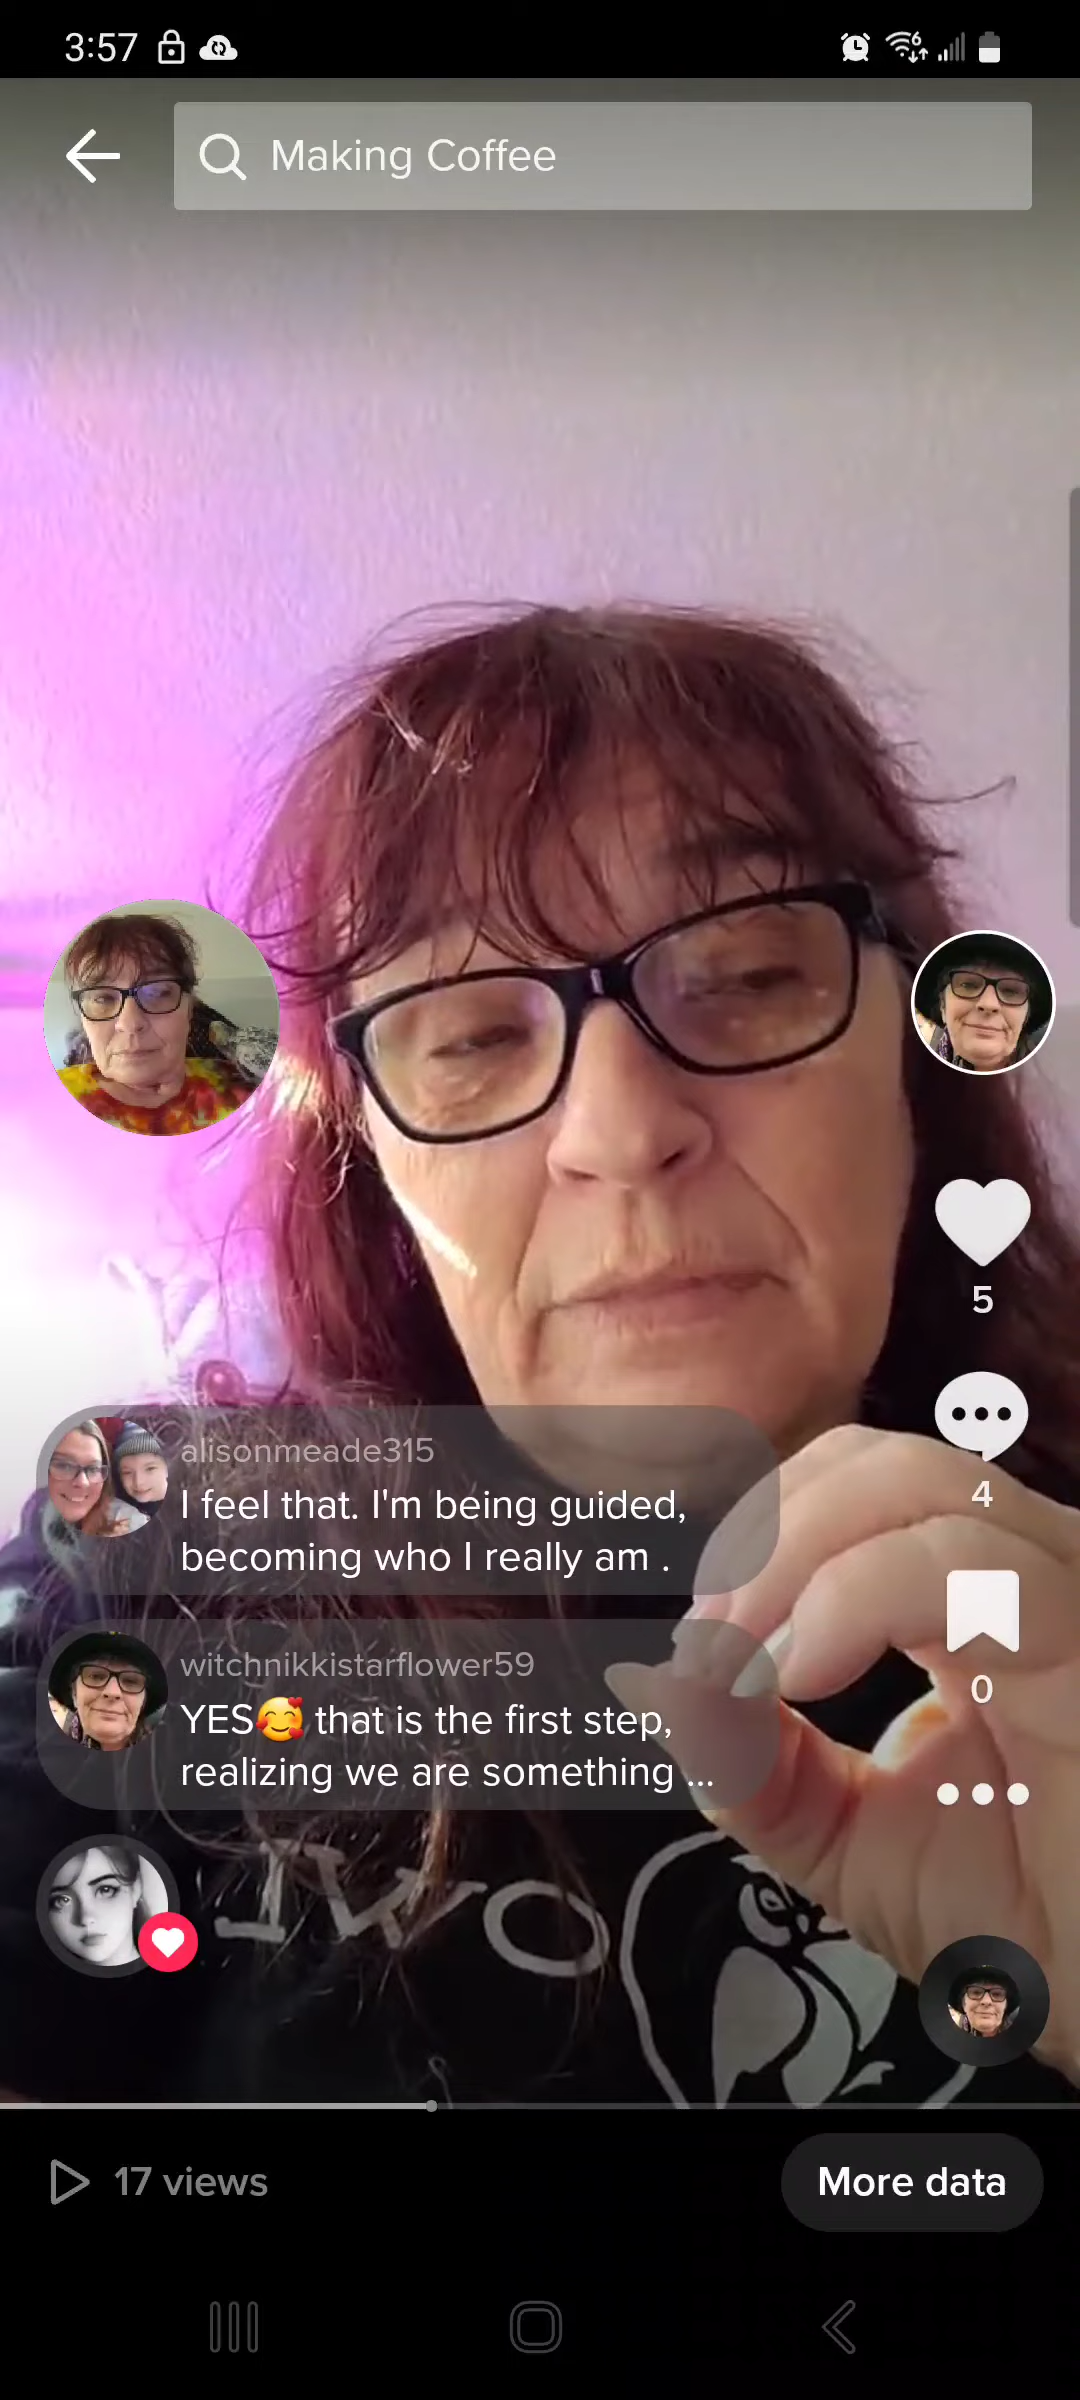 3:57
6
Making Coffee
5
alisonmeade315
I feel that. I'm being guided,
becoming who I really am .
4
witchnikkistarflower59
YES🥰 that is the first step,
realizing we are something ...
0
17 views
More data